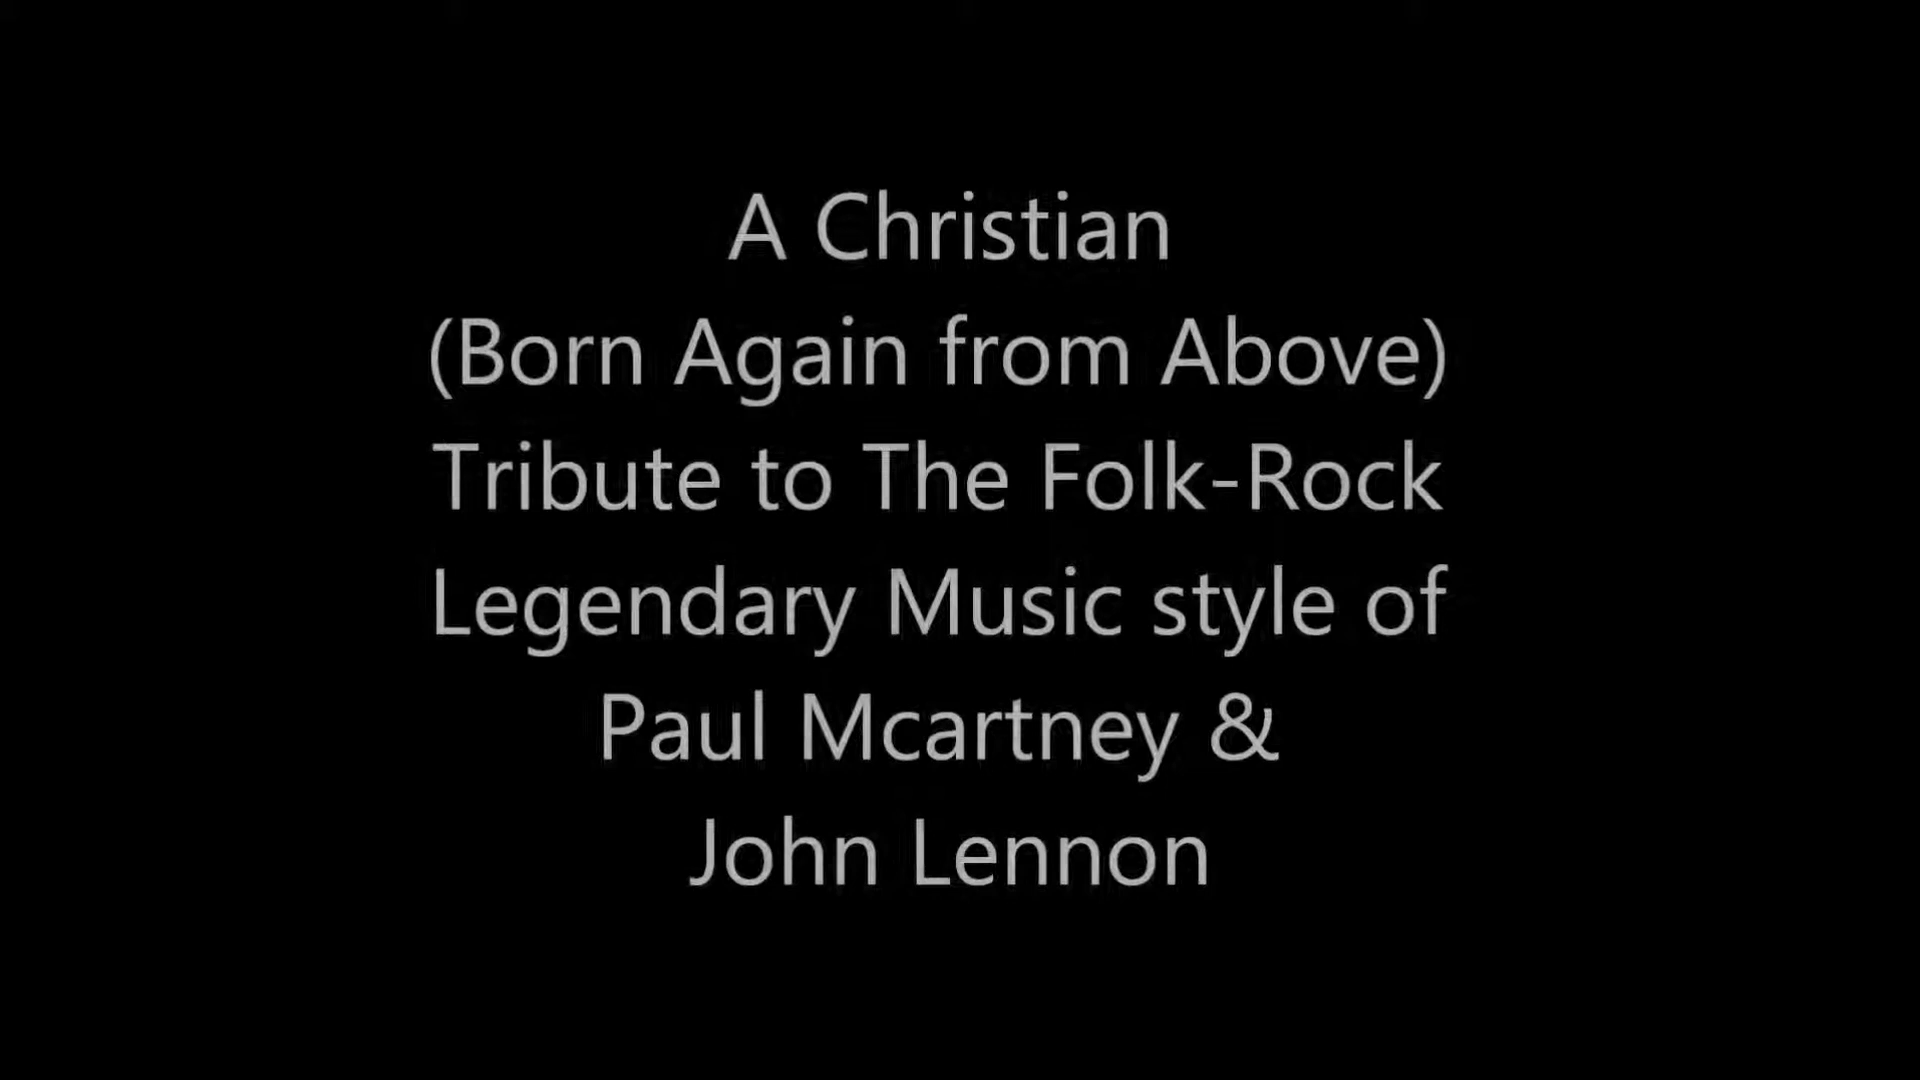 A Christian
(Born Again from Above)
Tribute to The Folk-Rock
Legendary Music style of
Paul Mcartney &
John Lennon